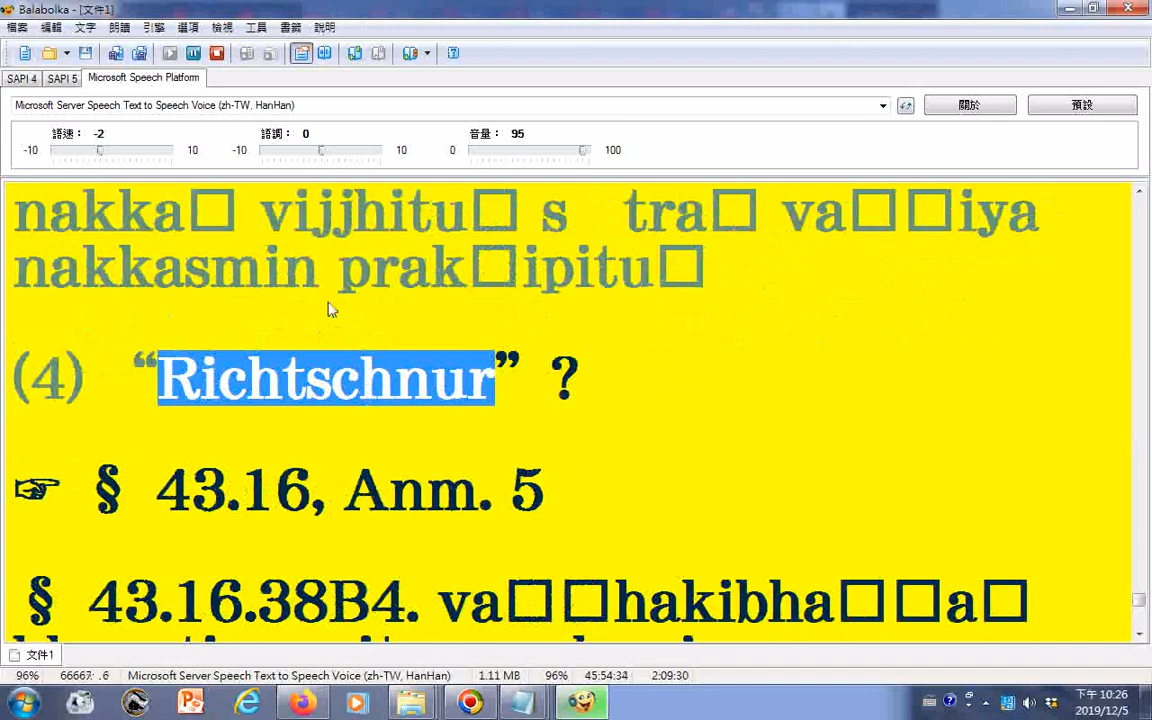 Balabolka - [文件1]
檔案 編輯 文字 朗讀 引擎 選項 檢視 工具 書籤 說明
SAPI 4 SAPI 5 Microsoft Speech Platform
Microsoft Server Speech Text to Speech Voice (zh-TW, HanHan) 關於 預設
語速： -2 語調： 0 音量： 95
-10 10 -10 10 0 100
nakka□ vijjhitu□ s tra□ va□□iya
nakkasmin prak□ipitu□
(4) “Richtschnur” ?
☞ § 43.16, Anm. 5
§ 43.16.38B4. va□□hakibha□□a□
文件1
96% 66667: .6 Microsoft Server Speech Text to Speech Voice (zh-TW, HanHan) 1.11 MB 96% 45:54:34 2:09:30
下午 10:26
2019/12/5